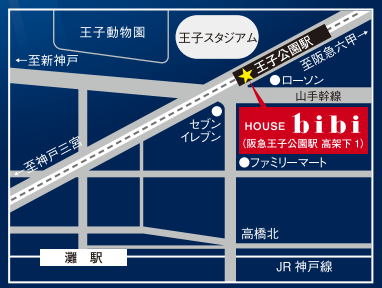 王子動物園
王子スタジアム
←至新神戸
王子公園駅
至阪急六甲→
ローソン
山手幹線
セブン
イレブン
HOUSE bibi
(阪急王子公園駅 高架下1)
ファミリーマート
←至神戸三宮
高橋北
灘 駅
JR 神戸線